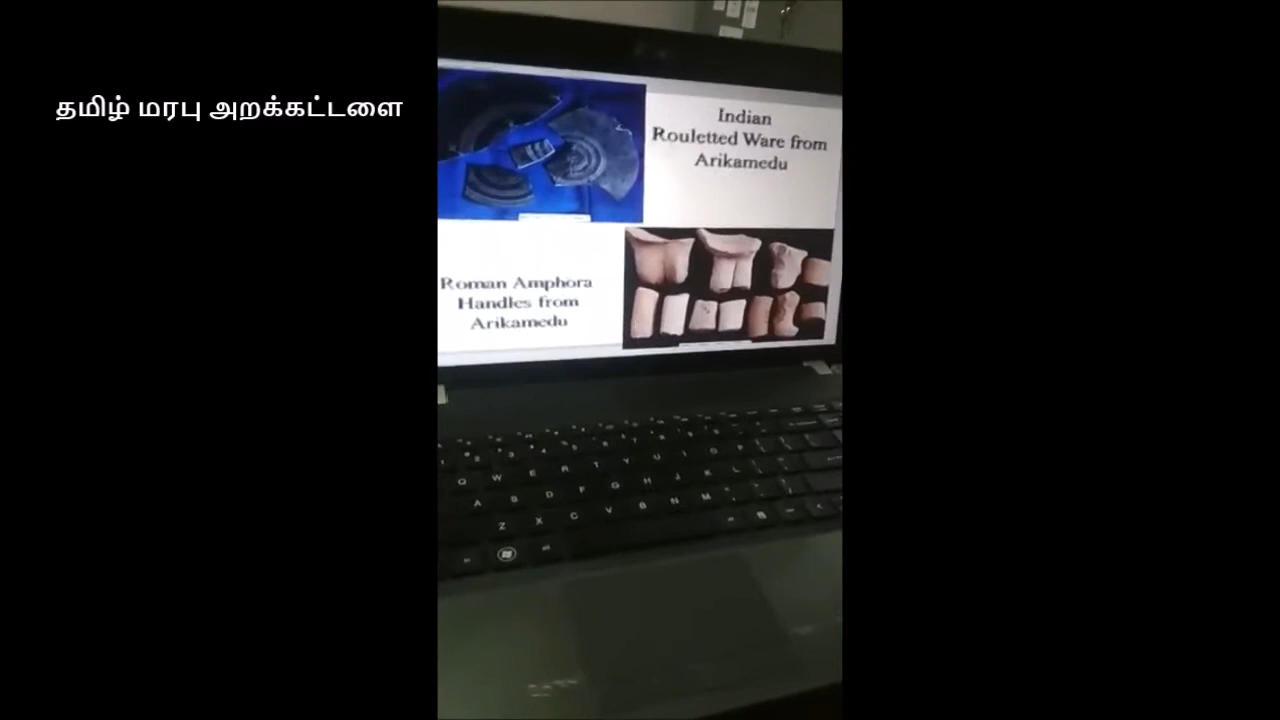 தமிழ் மரபு அறக்கட்டளை
Indian
Rouletted Ware from
Arikamedu
Roman Amphora
Handles from
Arikamedu
Q W E R T Y U I O P
A S D F G H J K L
Z X C V B N M